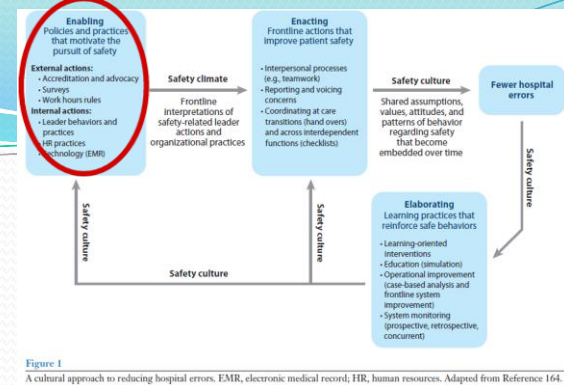 Enabling
Policies and practices
that motivate the
pursuit of safety
External actions:
• Accreditation and advocacy
• Surveys
• Work hours rules
Internal actions:
• Leader behaviors and
practices
• HR practices
• Technology (EMR)
Safety climate
Frontline
interpretations of
safety-related leader
actions and
organizational practices
Enacting
Frontline actions that
improve patient safety
• Interpersonal processes
(e.g., teamwork)
• Reporting and voicing
concerns
• Coordinating at care
transitions (hand overs)
and across interdependent
functions (checklists)
Safety culture
Shared assumptions,
values, attitudes, and
patterns of behavior
regarding safety
that become
embedded over time
Fewer hospital
errors
Safety culture
Elaborating
Learning practices that
reinforce safe behaviors
• Learning-oriented
interventions
• Education (simulation)
• Operational improvement
(case-based analysis and
frontline system
improvement)
• System monitoring
(prospective, retrospective,
concurrent)
Safety culture
Safety culture
Safety culture
Figure 1
A cultural approach to reducing hospital errors. EMR, electronic medical record; HR, human resources. Adapted from Reference 164.